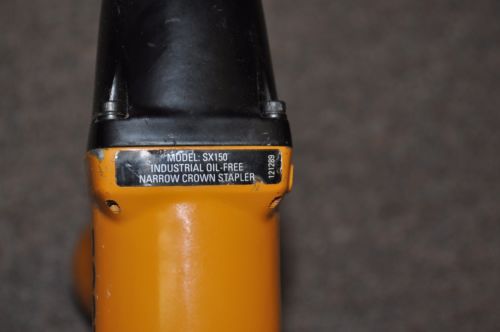 MODEL: SX150
INDUSTRIAL OIL-FREE
NARROW CROWN STAPLER
121289